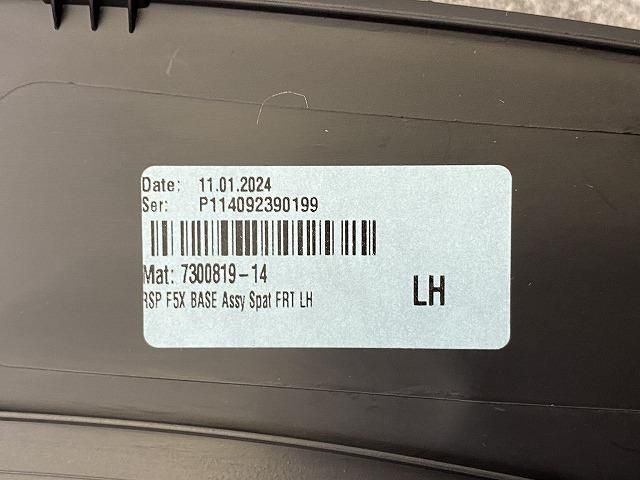 Date: 11.01.2024
Ser: P114092390199
Mat: 7300819-14
RSP F5X BASE Assy Spat FRT LH
LH